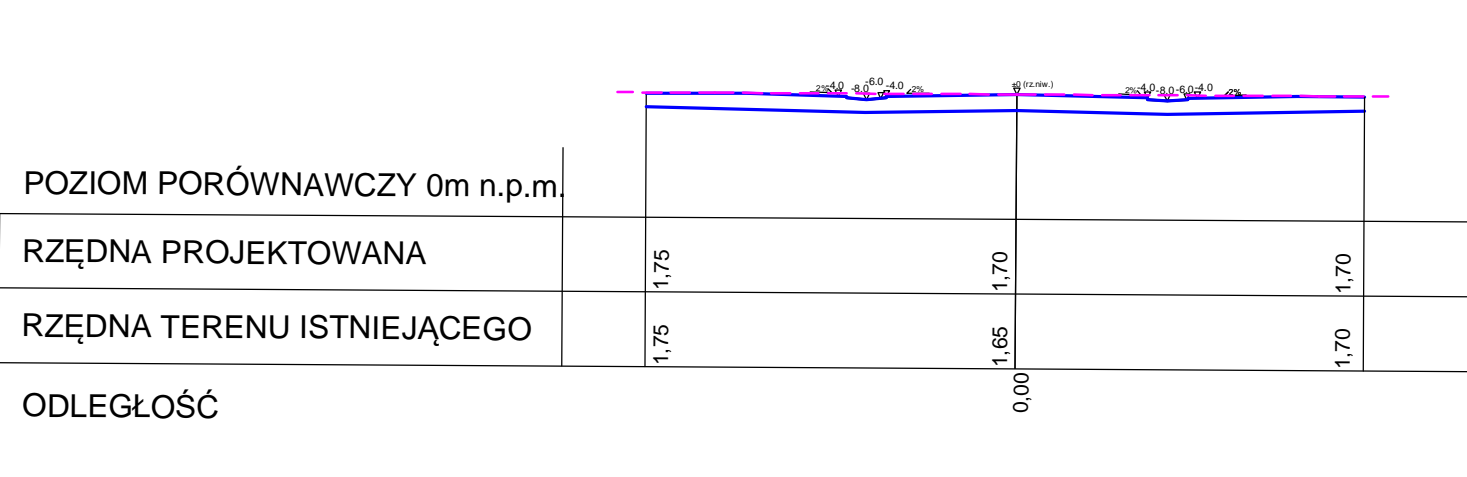 2% -4.0 -8.0 -6.0 -4.0 2% ±0 (rz.niw.) 2% -4.0 -8.0 -6.0 -4.0 2%
POZIOM PORÓWNAWCZY 0m n.p.m.
RZĘDNA PROJEKTOWANA 1,75 1,70 1,70
RZĘDNA TERENU ISTNIEJĄCEGO 1,75 1,65 1,70
ODLEGŁOŚĆ 0,00